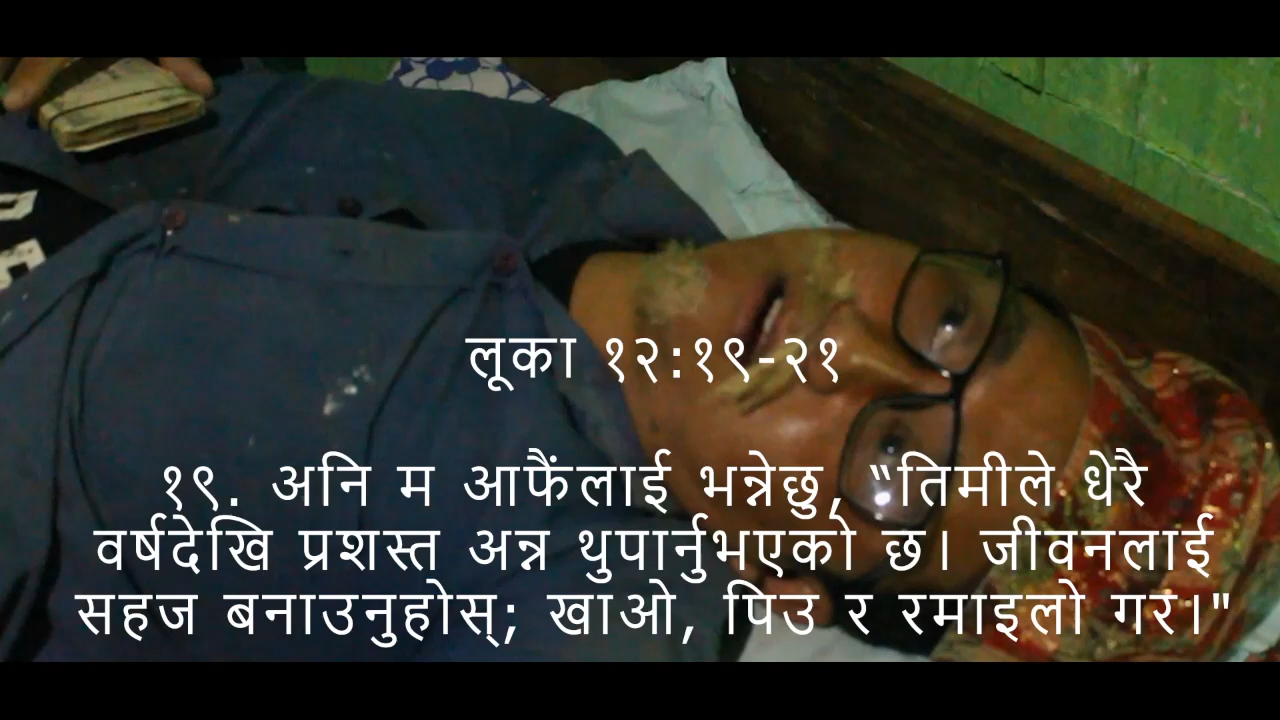 लूका १२:१९-२१
१९. अनि म आफैंलाई भन्नेछु, “तिमीले धेरै
वर्षदेखि प्रशस्त अन्न थुपार्नुभएको छ। जीवनलाई
सहज बनाउनुहोस्; खाओ, पिउ र रमाइलो गर।"